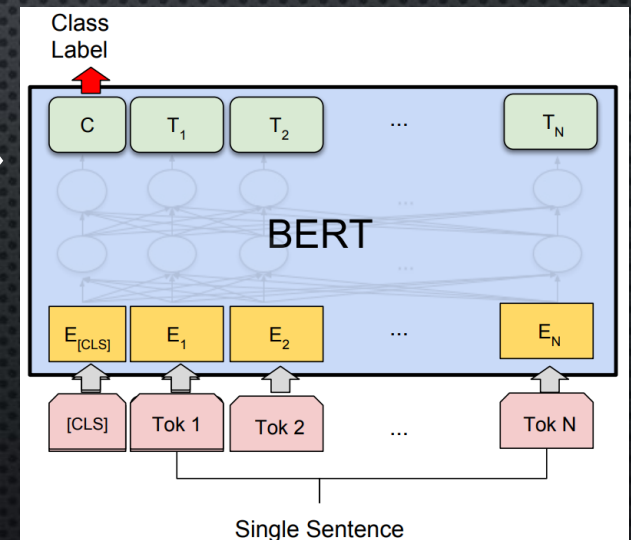 Class
Label
C T1 T2 ... TN
...
BERT
...
E[CLS] E1 E2 ... EN
[CLS] Tok 1 Tok 2 ... Tok N
Single Sentence